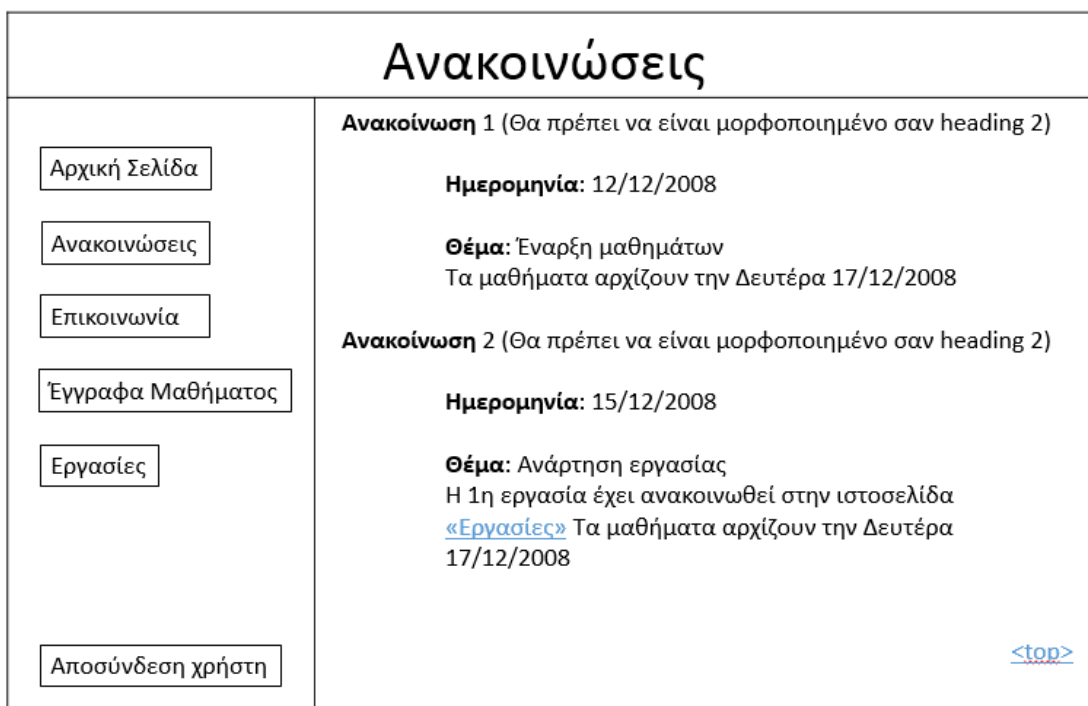 Ανακοινώσεις
Αρχική Σελίδα
Ανακοινώσεις
Επικοινωνία
Έγγραφα Μαθήματος
Εργασίες
Αποσύνδεση χρήστη
Ανακοίνωση 1 (Θα πρέπει να είναι μορφοποιημένο σαν heading 2)
Ημερομηνία: 12/12/2008
Θέμα: Έναρξη μαθημάτων
Τα μαθήματα αρχίζουν την Δευτέρα 17/12/2008
Ανακοίνωση 2 (Θα πρέπει να είναι μορφοποιημένο σαν heading 2)
Ημερομηνία: 15/12/2008
Θέμα: Ανάρτηση εργασίας
Η 1η εργασία έχει ανακοινωθεί στην ιστοσελίδα
«Εργασίες» Τα μαθήματα αρχίζουν την Δευτέρα
17/12/2008
<top>